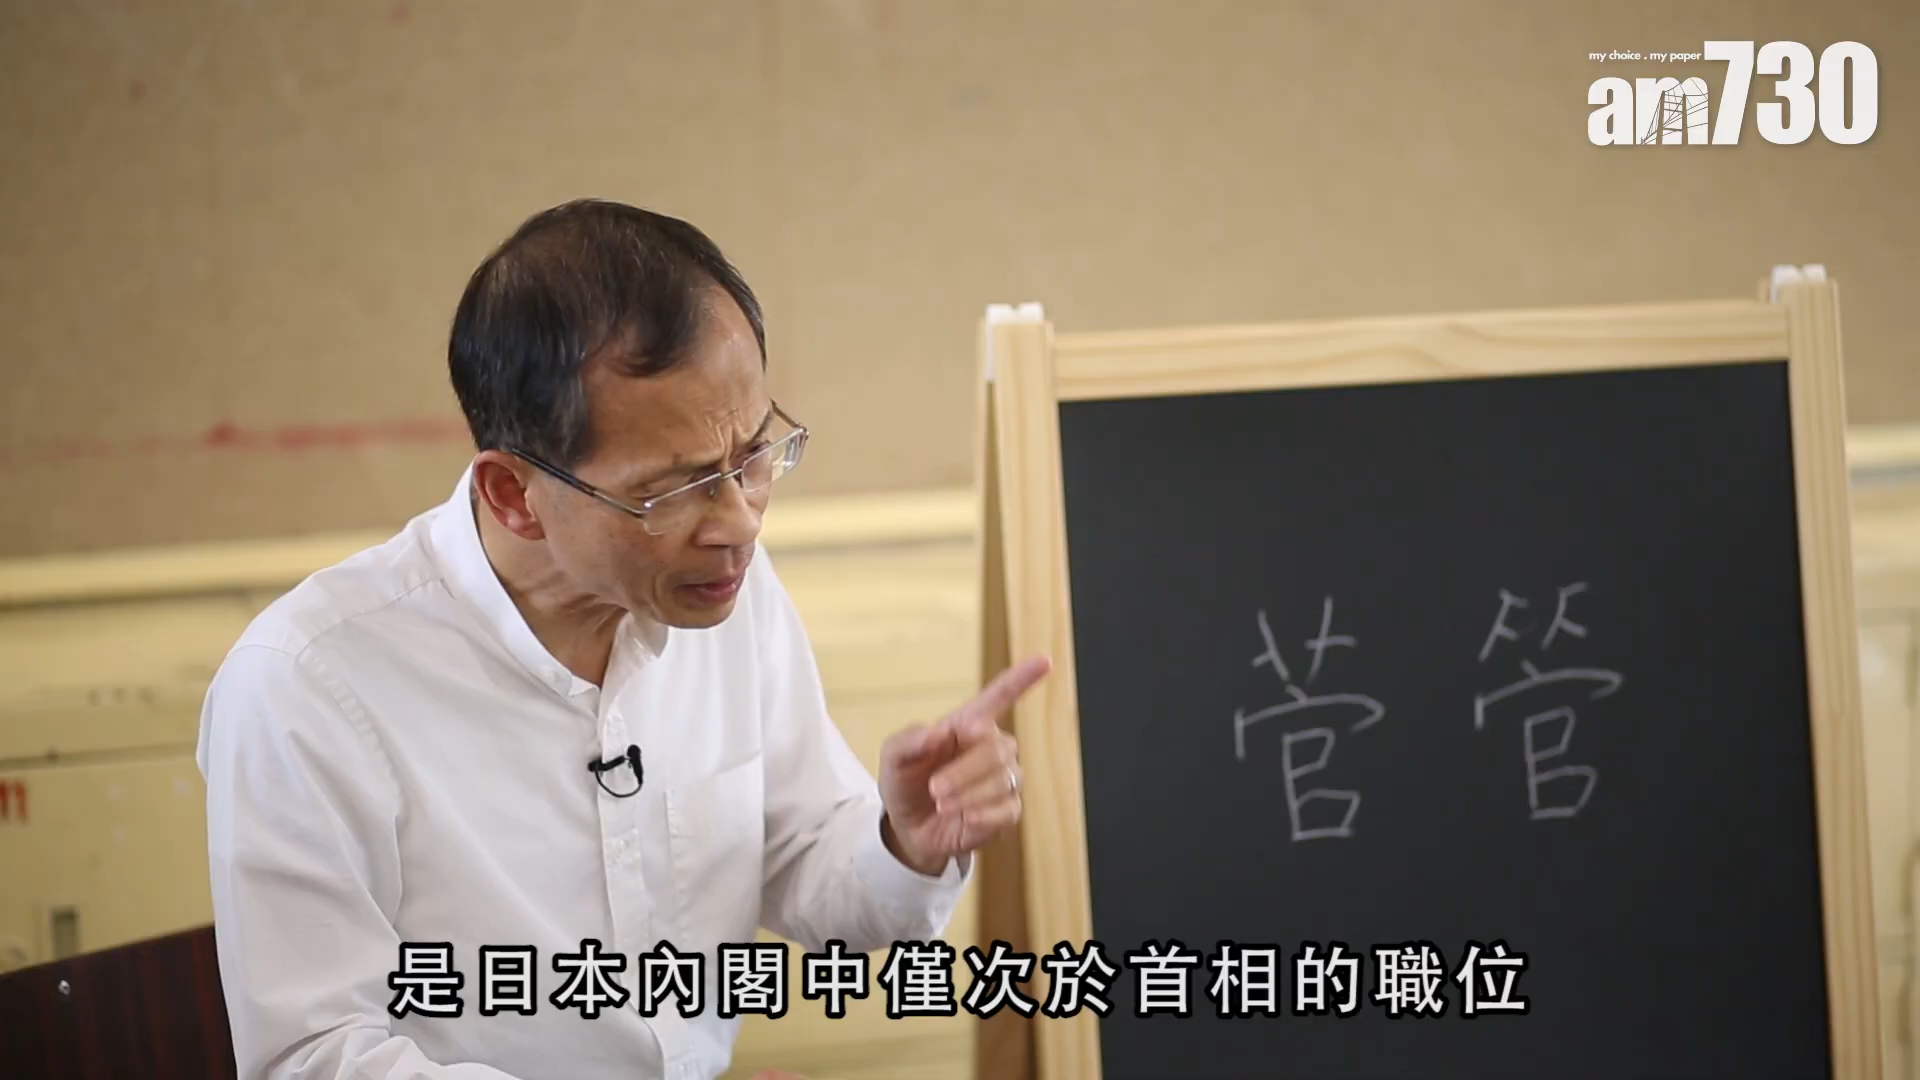 my choice . my paper
am730
菅 管
是日本內閣中僅次於首相的職位